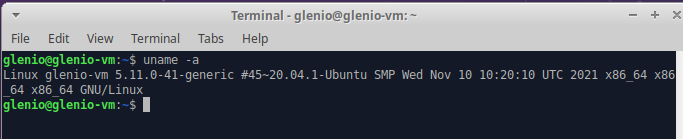 Terminal - glenio@glenio-vm: ~
File Edit View Terminal Tabs Help
glenio@glenio-vm:~$ uname -a
Linux glenio-vm 5.11.0-41-generic #45~20.04.1-Ubuntu SMP Wed Nov 10 10:20:10 UTC 2021 x86_64 x86
_64 x86_64 GNU/Linux
glenio@glenio-vm:~$